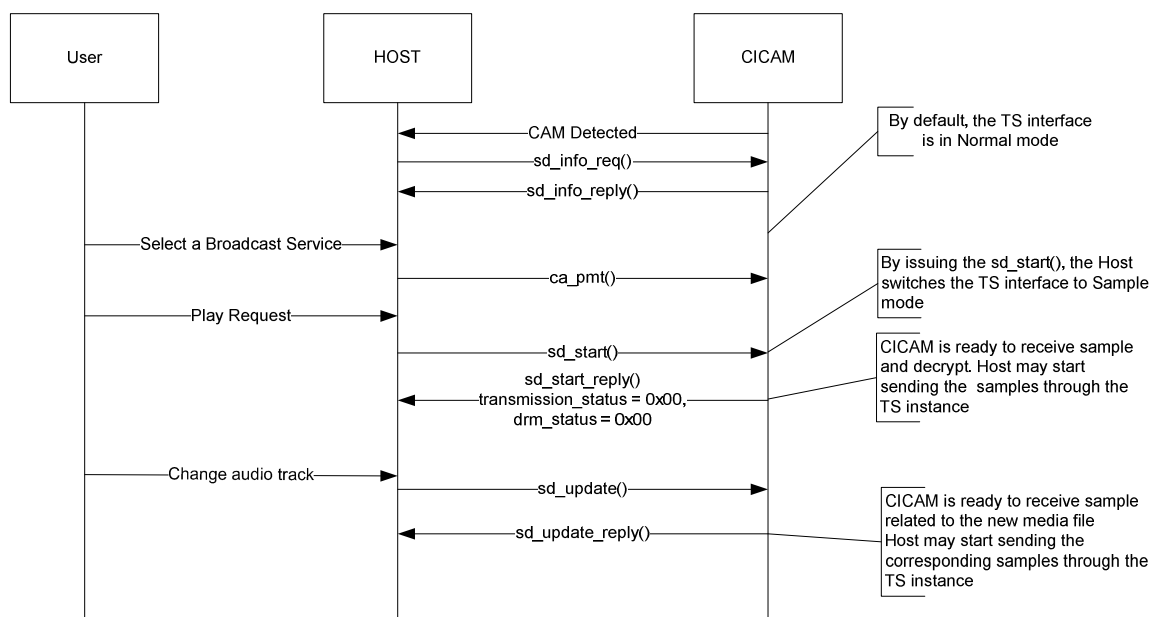 User
HOST
CICAM
CAM Detected
By default, the TS interface
is in Normal mode
sd_info_req()
sd_info_reply()
Select a Broadcast Service
ca_pmt()
By issuing the sd_start(), the Host
switches the TS interface to Sample
mode
Play Request
sd_start()
CICAM is ready to receive sample
and decrypt. Host may start
sending the samples through the
TS instance
sd_start_reply()
transmission_status = 0x00,
drm_status = 0x00
Change audio track
sd_update()
CICAM is ready to receive sample
related to the new media file
Host may start sending the
corresponding samples through the
TS instance
sd_update_reply()